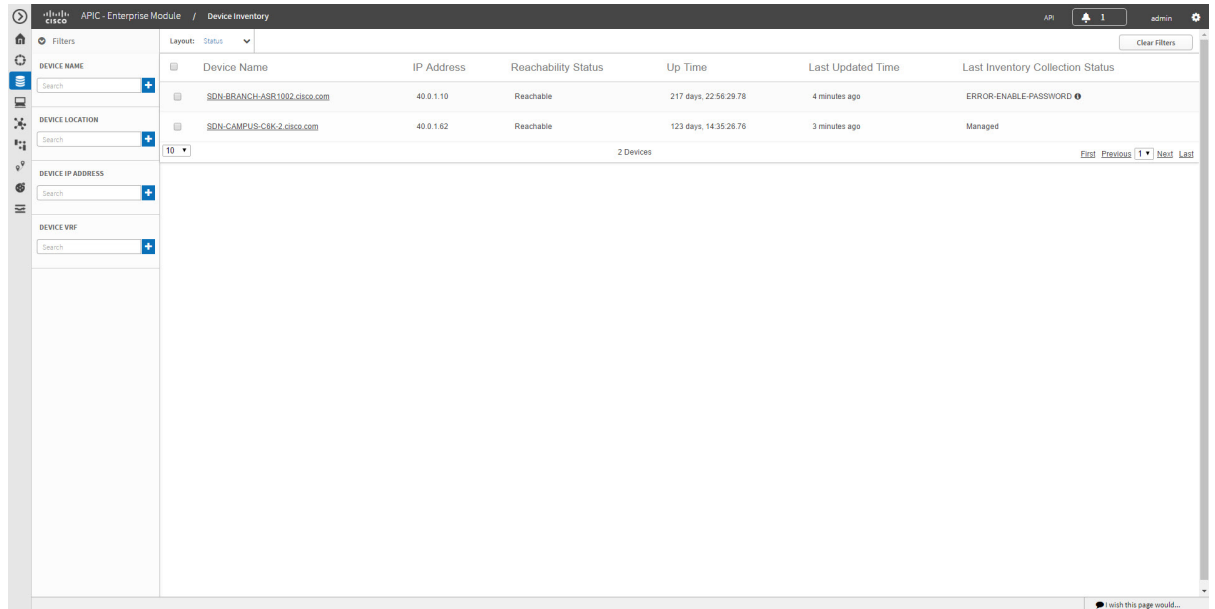 CISCO APIC - Enterprise Module / Device Inventory API 1 admin
Filters Layout: Status Clear Filters
DEVICE NAME
Search
DEVICE LOCATION
Search
DEVICE IP ADDRESS
Search
DEVICE VRF
Search
Device Name IP Address Reachability Status Up Time Last Updated Time Last Inventory Collection Status
SDN-BRANCH-ASR1002.cisco.com 40.0.1.10 Reachable 217 days, 22:56:29.78 4 minutes ago ERROR-ENABLE-PASSWORD
SDN-CAMPUS-C6K-2.cisco.com 40.0.1.62 Reachable 123 days, 14:35:26.76 3 minutes ago Managed
10 2 Devices First Previous 1 Next Last
I wish this page would...